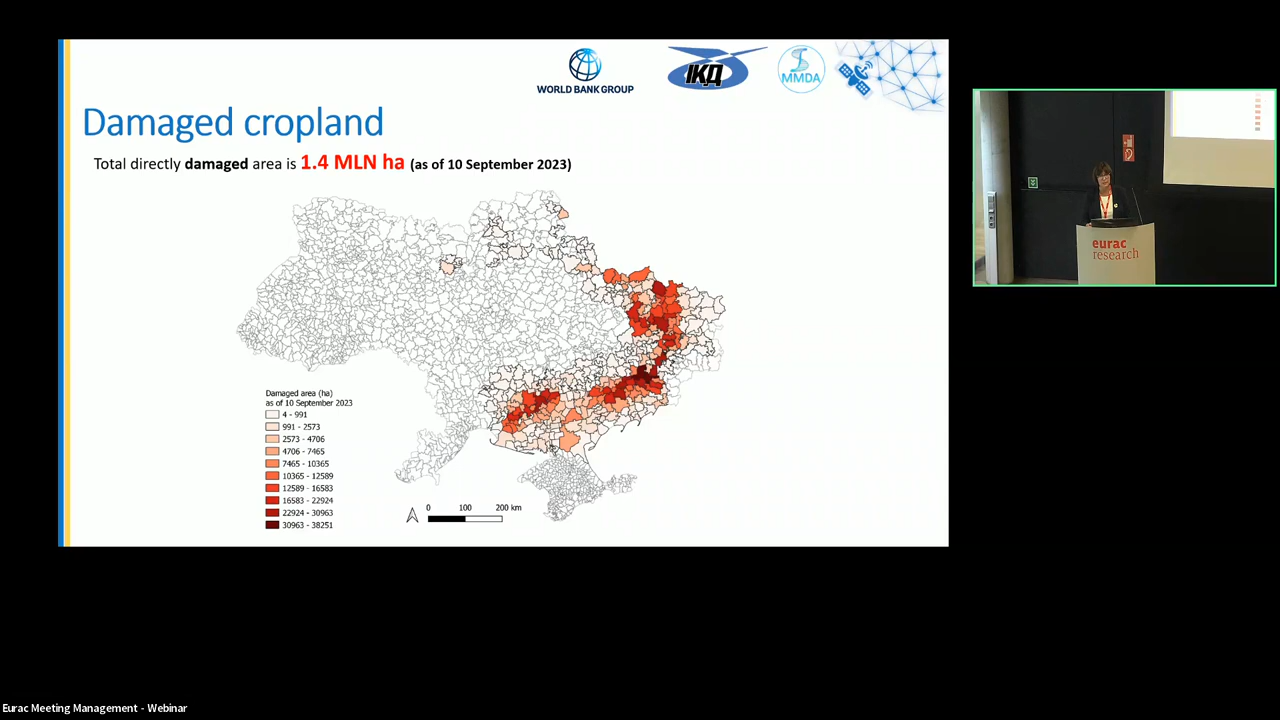 WORLD BANK GROUP
ІКД
MMDA
Damaged cropland
Total directly damaged area is 1.4 MLN ha (as of 10 September 2023)
Damaged area (ha)
as of 10 September 2023
4 - 991
991 - 2573
2573 - 4706
4706 - 7465
7465 - 10365
10365 - 12589
12589 - 16583
16583 - 22924
22924 - 30963
30963 - 38251
0 100 200 km
eurac
research
Eurac Meeting Management - Webinar